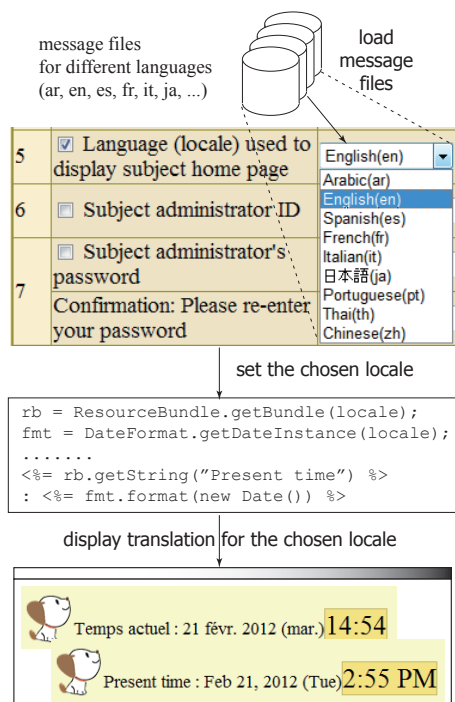 message files
for different languages
(ar, en, es, fr, it, ja, ...)
load
message
files
5
Language (locale) used to
display subject home page
English(en)
Arabic(ar)
English(en)
Spanish(es)
French(fr)
Italian(it)
日本語(ja)
Portuguese(pt)
Thai(th)
Chinese(zh)
6
Subject administrator ID
7
Subject administrator's
password
Confirmation: Please re-enter
your password
set the chosen locale
rb = ResourceBundle.getBundle(locale);
fmt = DateFormat.getDateInstance(locale);
.......
<%= rb.getString(”Present time”) %>
: <%= fmt.format(new Date()) %>
display translation for the chosen locale
Temps actuel : 21 févr. 2012 (mar.) 14:54
Present time : Feb 21, 2012 (Tue) 2:55 PM